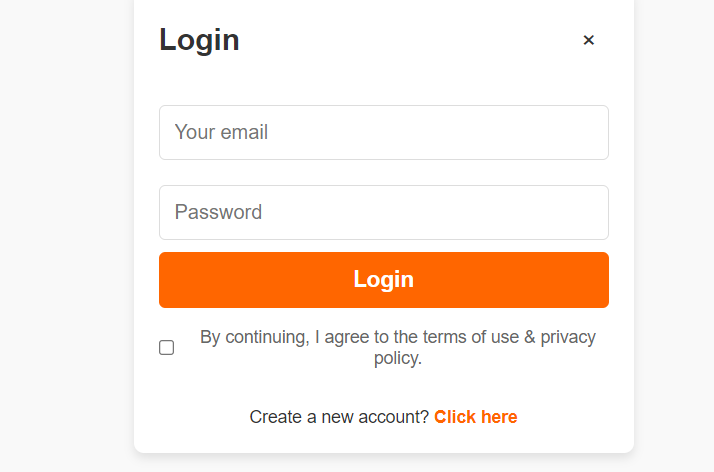 Login ×
Your email
Password
Login
By continuing, I agree to the terms of use & privacy
policy.
Create a new account? Click here